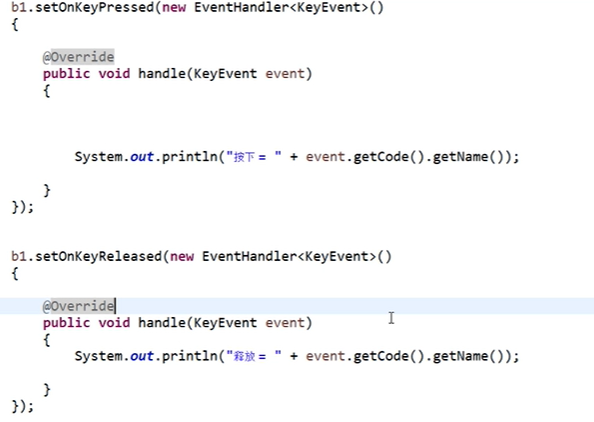 b1.setOnKeyPressed(new EventHandler<KeyEvent>()
{
@Override
public void handle(KeyEvent event)
{
System.out.println("按下 = " + event.getCode().getName());
}
});
b1.setOnKeyReleased(new EventHandler<KeyEvent>()
{
@Override
public void handle(KeyEvent event)
{
System.out.println("释放 = " + event.getCode().getName());
}
});